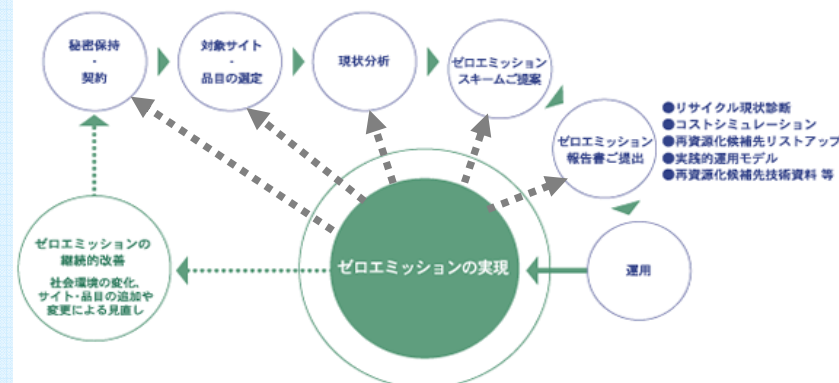 秘密保持
・
契約
対象サイト
・
品目の選定
現状分析
ゼロエミッション
スキームご提案
ゼロエミッション
報告書ご提出
●リサイクル現状診断
●コストシミュレーション
●再資源化候補先リストアップ
●実践的運用モデル
●再資源化候補先技術資料 等
運用
ゼロエミッションの実現
ゼロエミッションの
継続的改善
社会環境の変化、
サイト・品目の追加や
変更による見直し